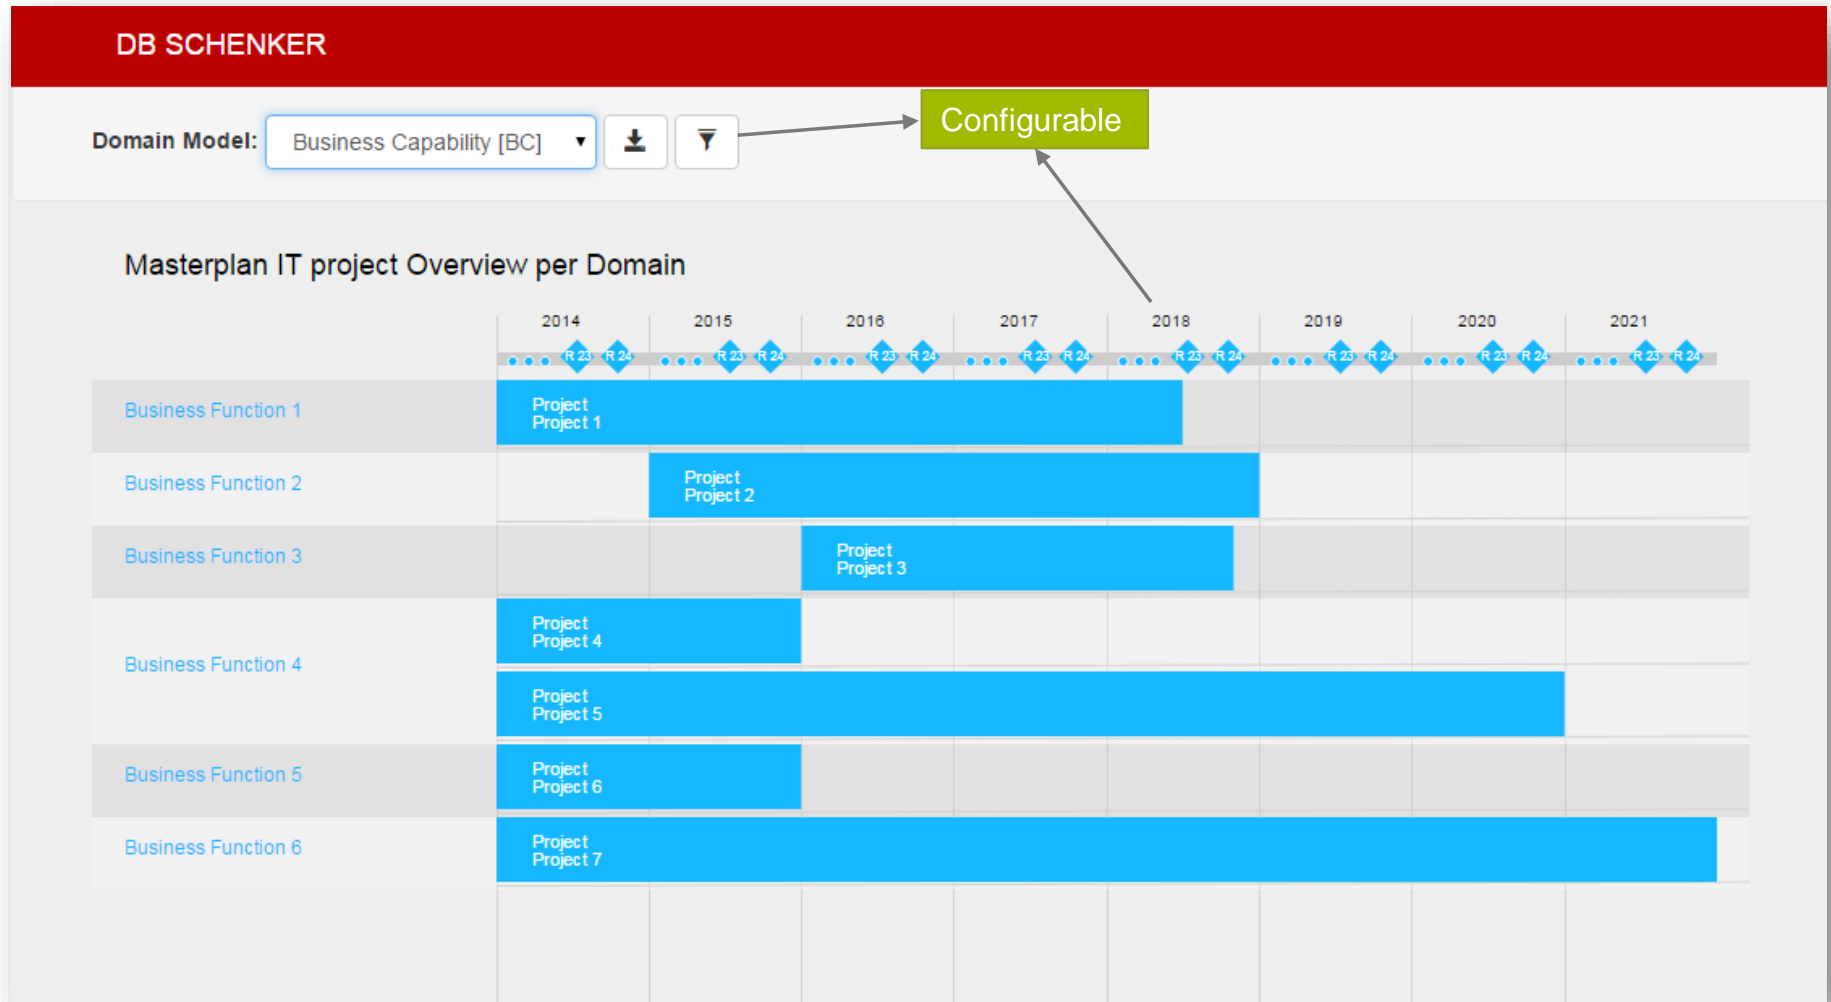 DB SCHENKER
Configurable
Domain Model: Business Capability [BC]
Masterplan IT project Overview per Domain
2014 2015 2016 2017 2018 2019 2020 2021
R 23 R 24 R 23 R 24 R 23 R 24 R 23 R 24 R 23 R 24 R 23 R 24 R 23 R 24 R 23 R 24
Business Function 1
Project
Project 1
Business Function 2
Project
Project 2
Business Function 3
Project
Project 3
Business Function 4
Project
Project 4
Project
Project 5
Business Function 5
Project
Project 6
Business Function 6
Project
Project 7